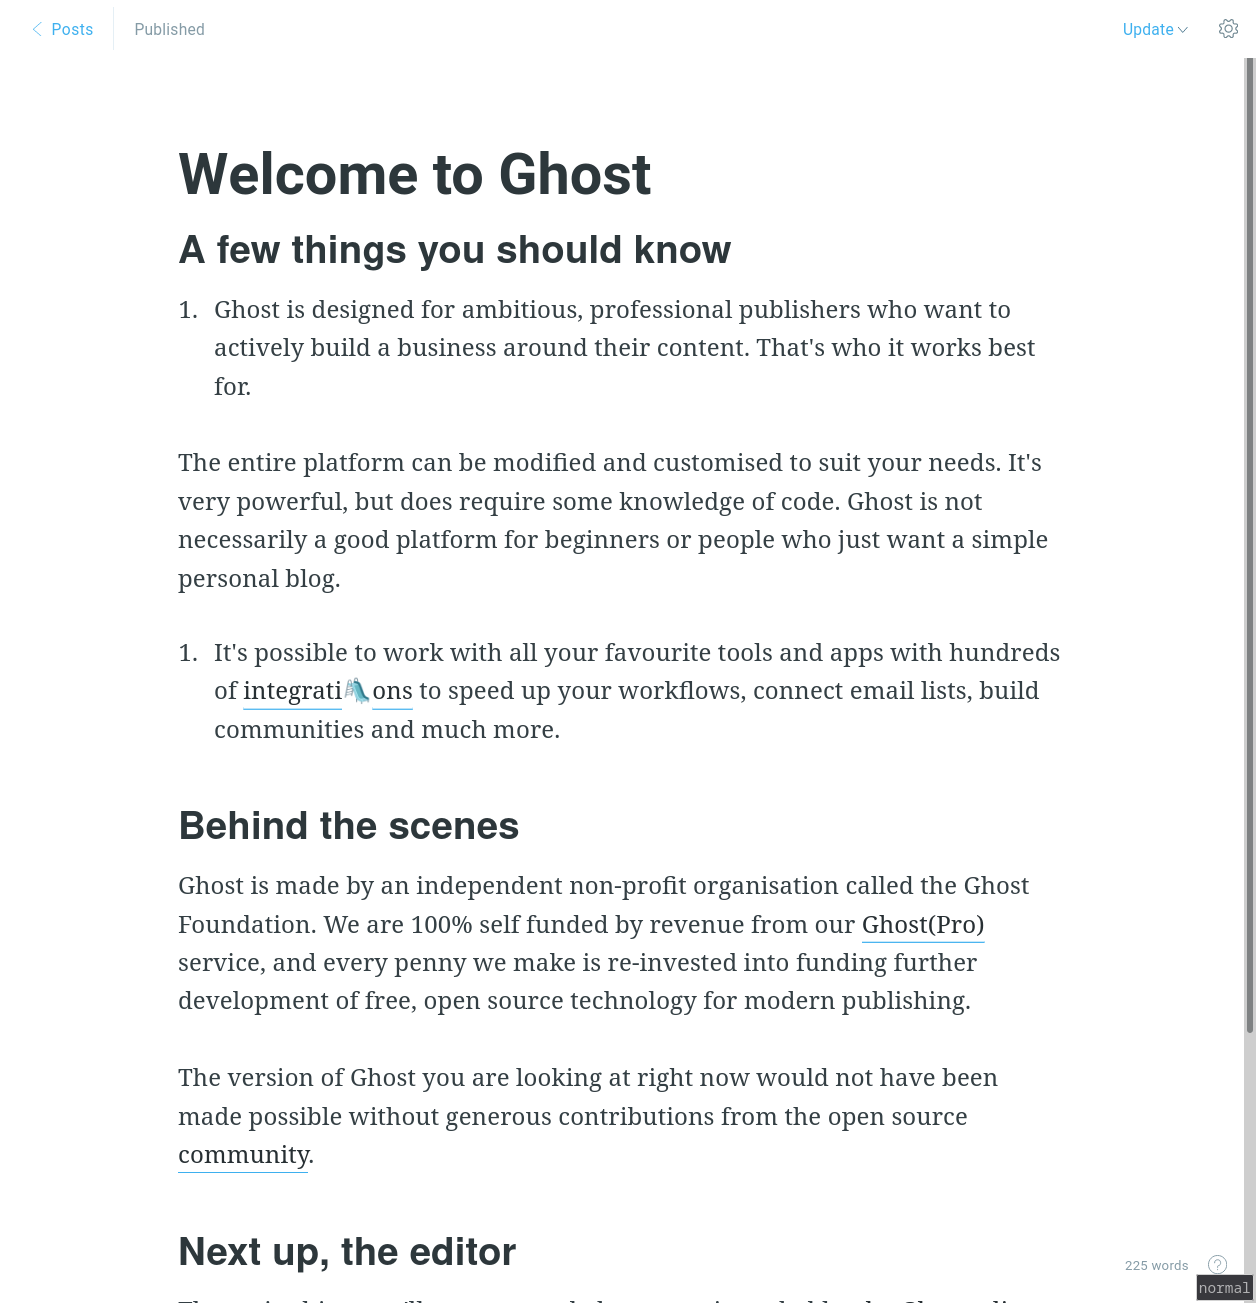 Posts
Published
Update
Welcome to Ghost
A few things you should know
1. Ghost is designed for ambitious, professional publishers who want to
actively build a business around their content. That's who it works best
for.
The entire platform can be modified and customised to suit your needs. It's
very powerful, but does require some knowledge of code. Ghost is not
necessarily a good platform for beginners or people who just want a simple
personal blog.
1. It's possible to work with all your favourite tools and apps with hundreds
of integrati🛝ons to speed up your workflows, connect email lists, build
communities and much more.
Behind the scenes
Ghost is made by an independent non-profit organisation called the Ghost
Foundation. We are 100% self funded by revenue from our Ghost(Pro)
service, and every penny we make is re-invested into funding further
development of free, open source technology for modern publishing.
The version of Ghost you are looking at right now would not have been
made possible without generous contributions from the open source
community.
Next up, the editor
225 words
?
normal